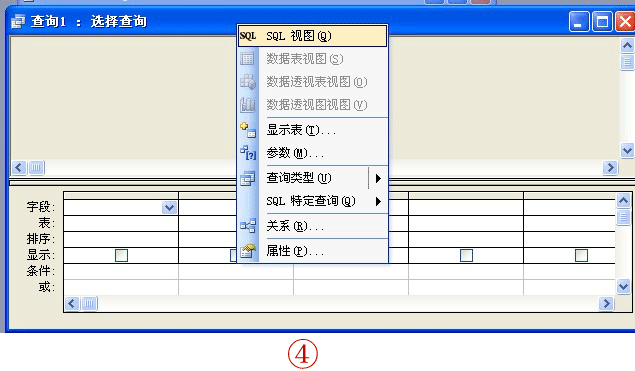 查询1 : 选择查询
SQL SQL 视图(Q)
数据表视图(S)
数据透视表视图(O)
数据透视图视图(V)
显示表(T)...
[?] 参数(M)...
查询类型(U)
SQL 特定查询(Q)
关系(R)...
属性(P)...
字段:
表:
排序:
显示:
条件:
或:
④